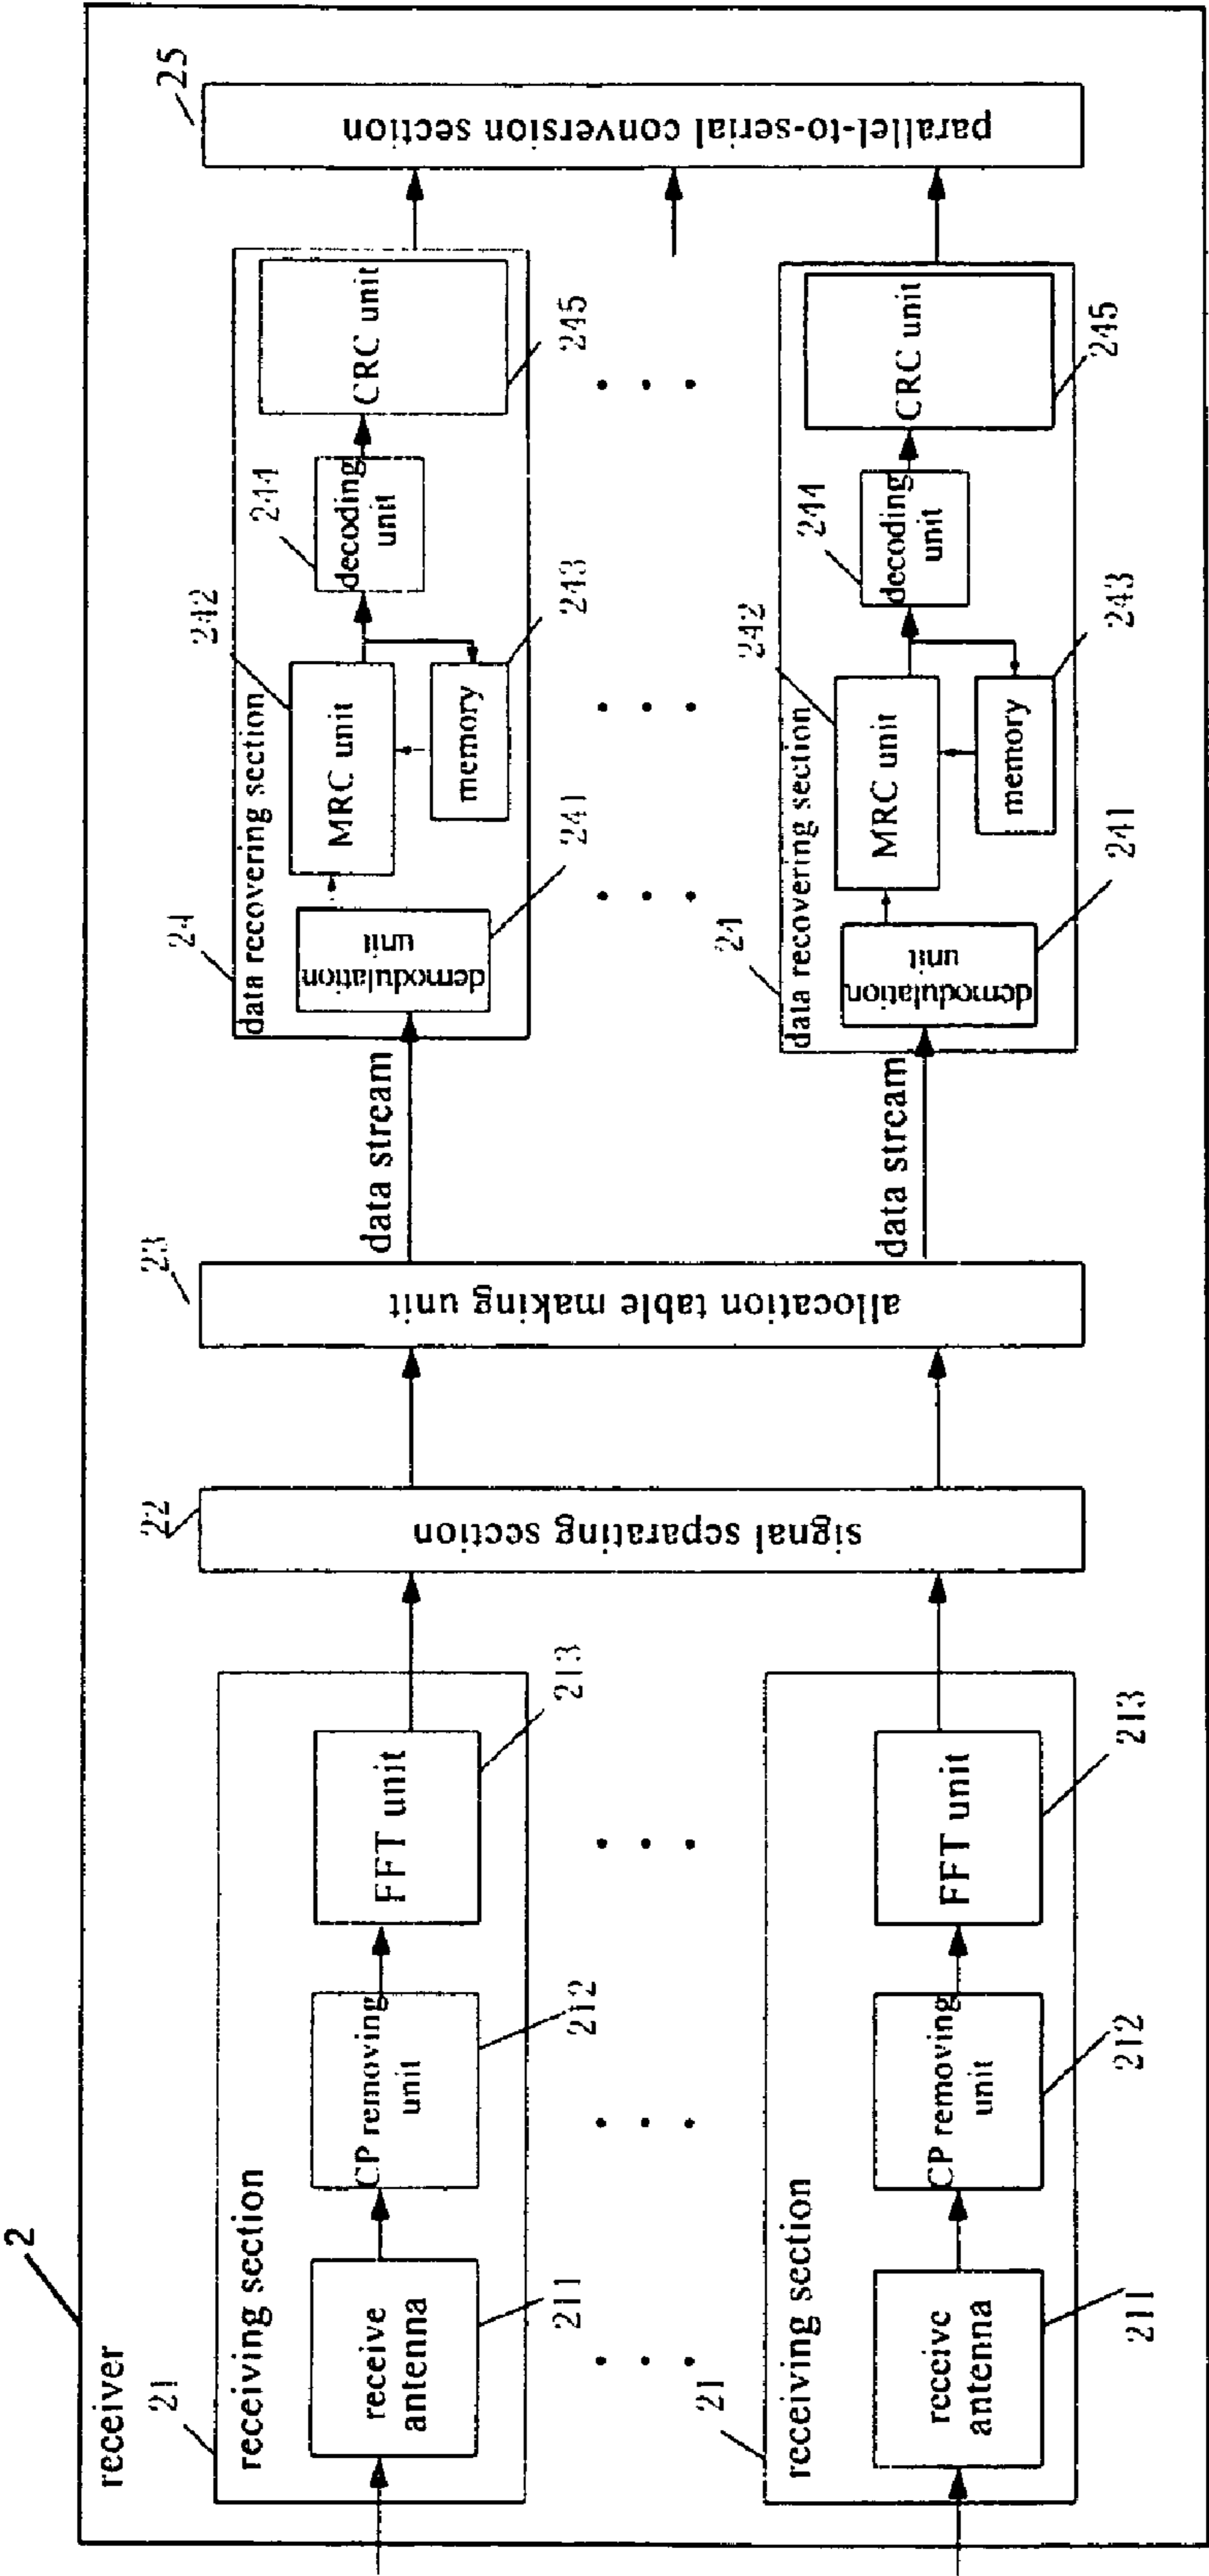 2
receiver
21
receiving section
receive
antenna
211
CP removing
unit
212
FFT unit
213
21
receiving section
receive
antenna
211
CP removing
unit
212
FFT unit
213
22
signal separating section
23
allocation table making unit
data stream
data stream
24
data recovering section
demodulation
unit
241
MRC unit
242
memory
243
decoding
unit
244
CRC unit
245
24
data recovering section
demodulation
unit
241
MRC unit
242
memory
243
decoding
unit
244
CRC unit
245
25
parallel-to-serial conversion section